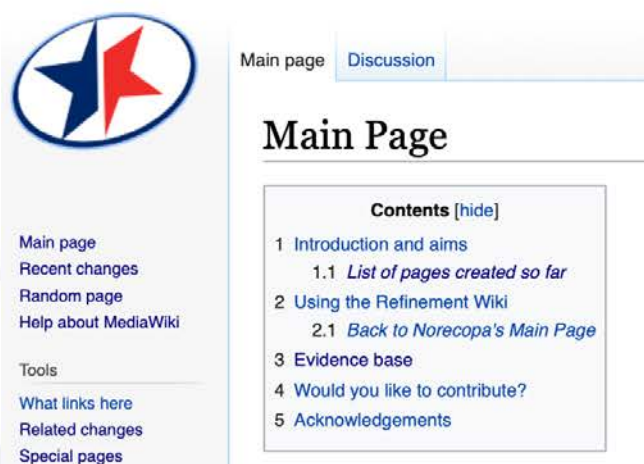 Main page Discussion
Main Page
Contents [hide]
1 Introduction and aims
1.1 List of pages created so far
2 Using the Refinement Wiki
2.1 Back to Norecopa's Main Page
3 Evidence base
4 Would you like to contribute?
5 Acknowledgements
Main page
Recent changes
Random page
Help about MediaWiki
Tools
What links here
Related changes
Special pages